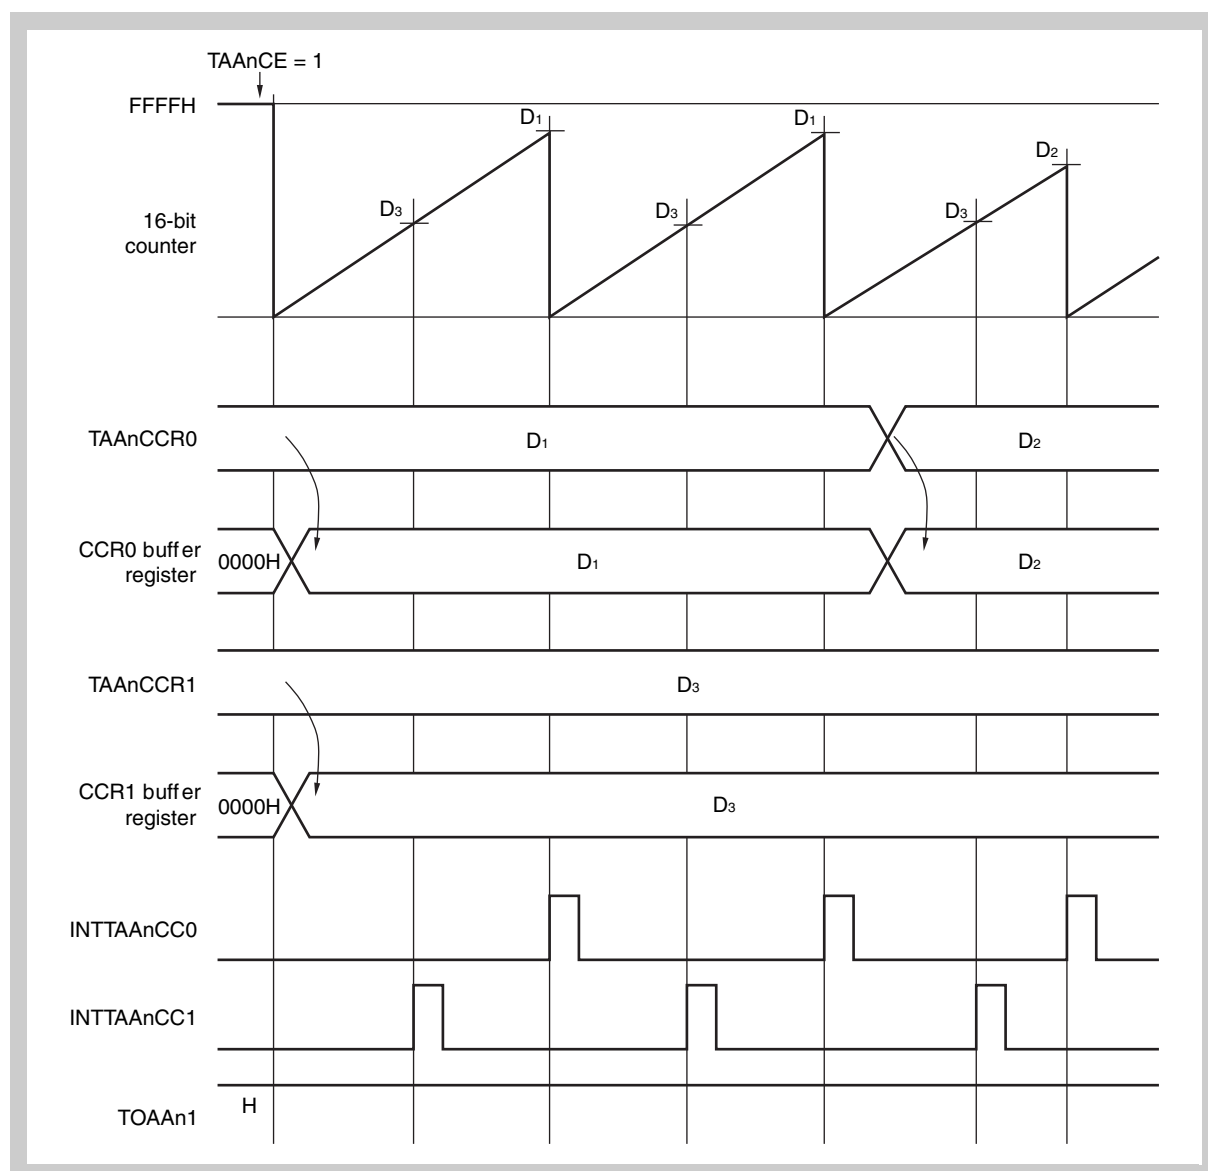 TAAnCE = 1
FFFFH
D1
D1
D2
D3
D3
D3
16-bit
counter
TAAnCCR0
D1
D2
CCR0 buffer
register
0000H
D1
D2
TAAnCCR1
D3
CCR1 buffer
register
0000H
D3
INTTAAnCC0
INTTAAnCC1
H
TOAAn1